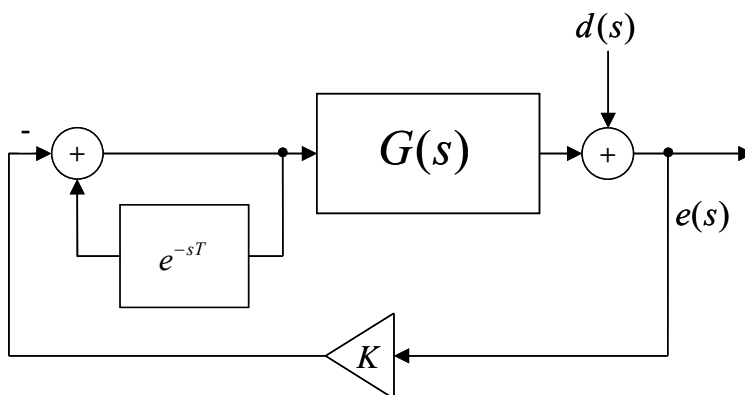 d(s)
-
+
G(s)
+
e(s)
e^{-sT}
K